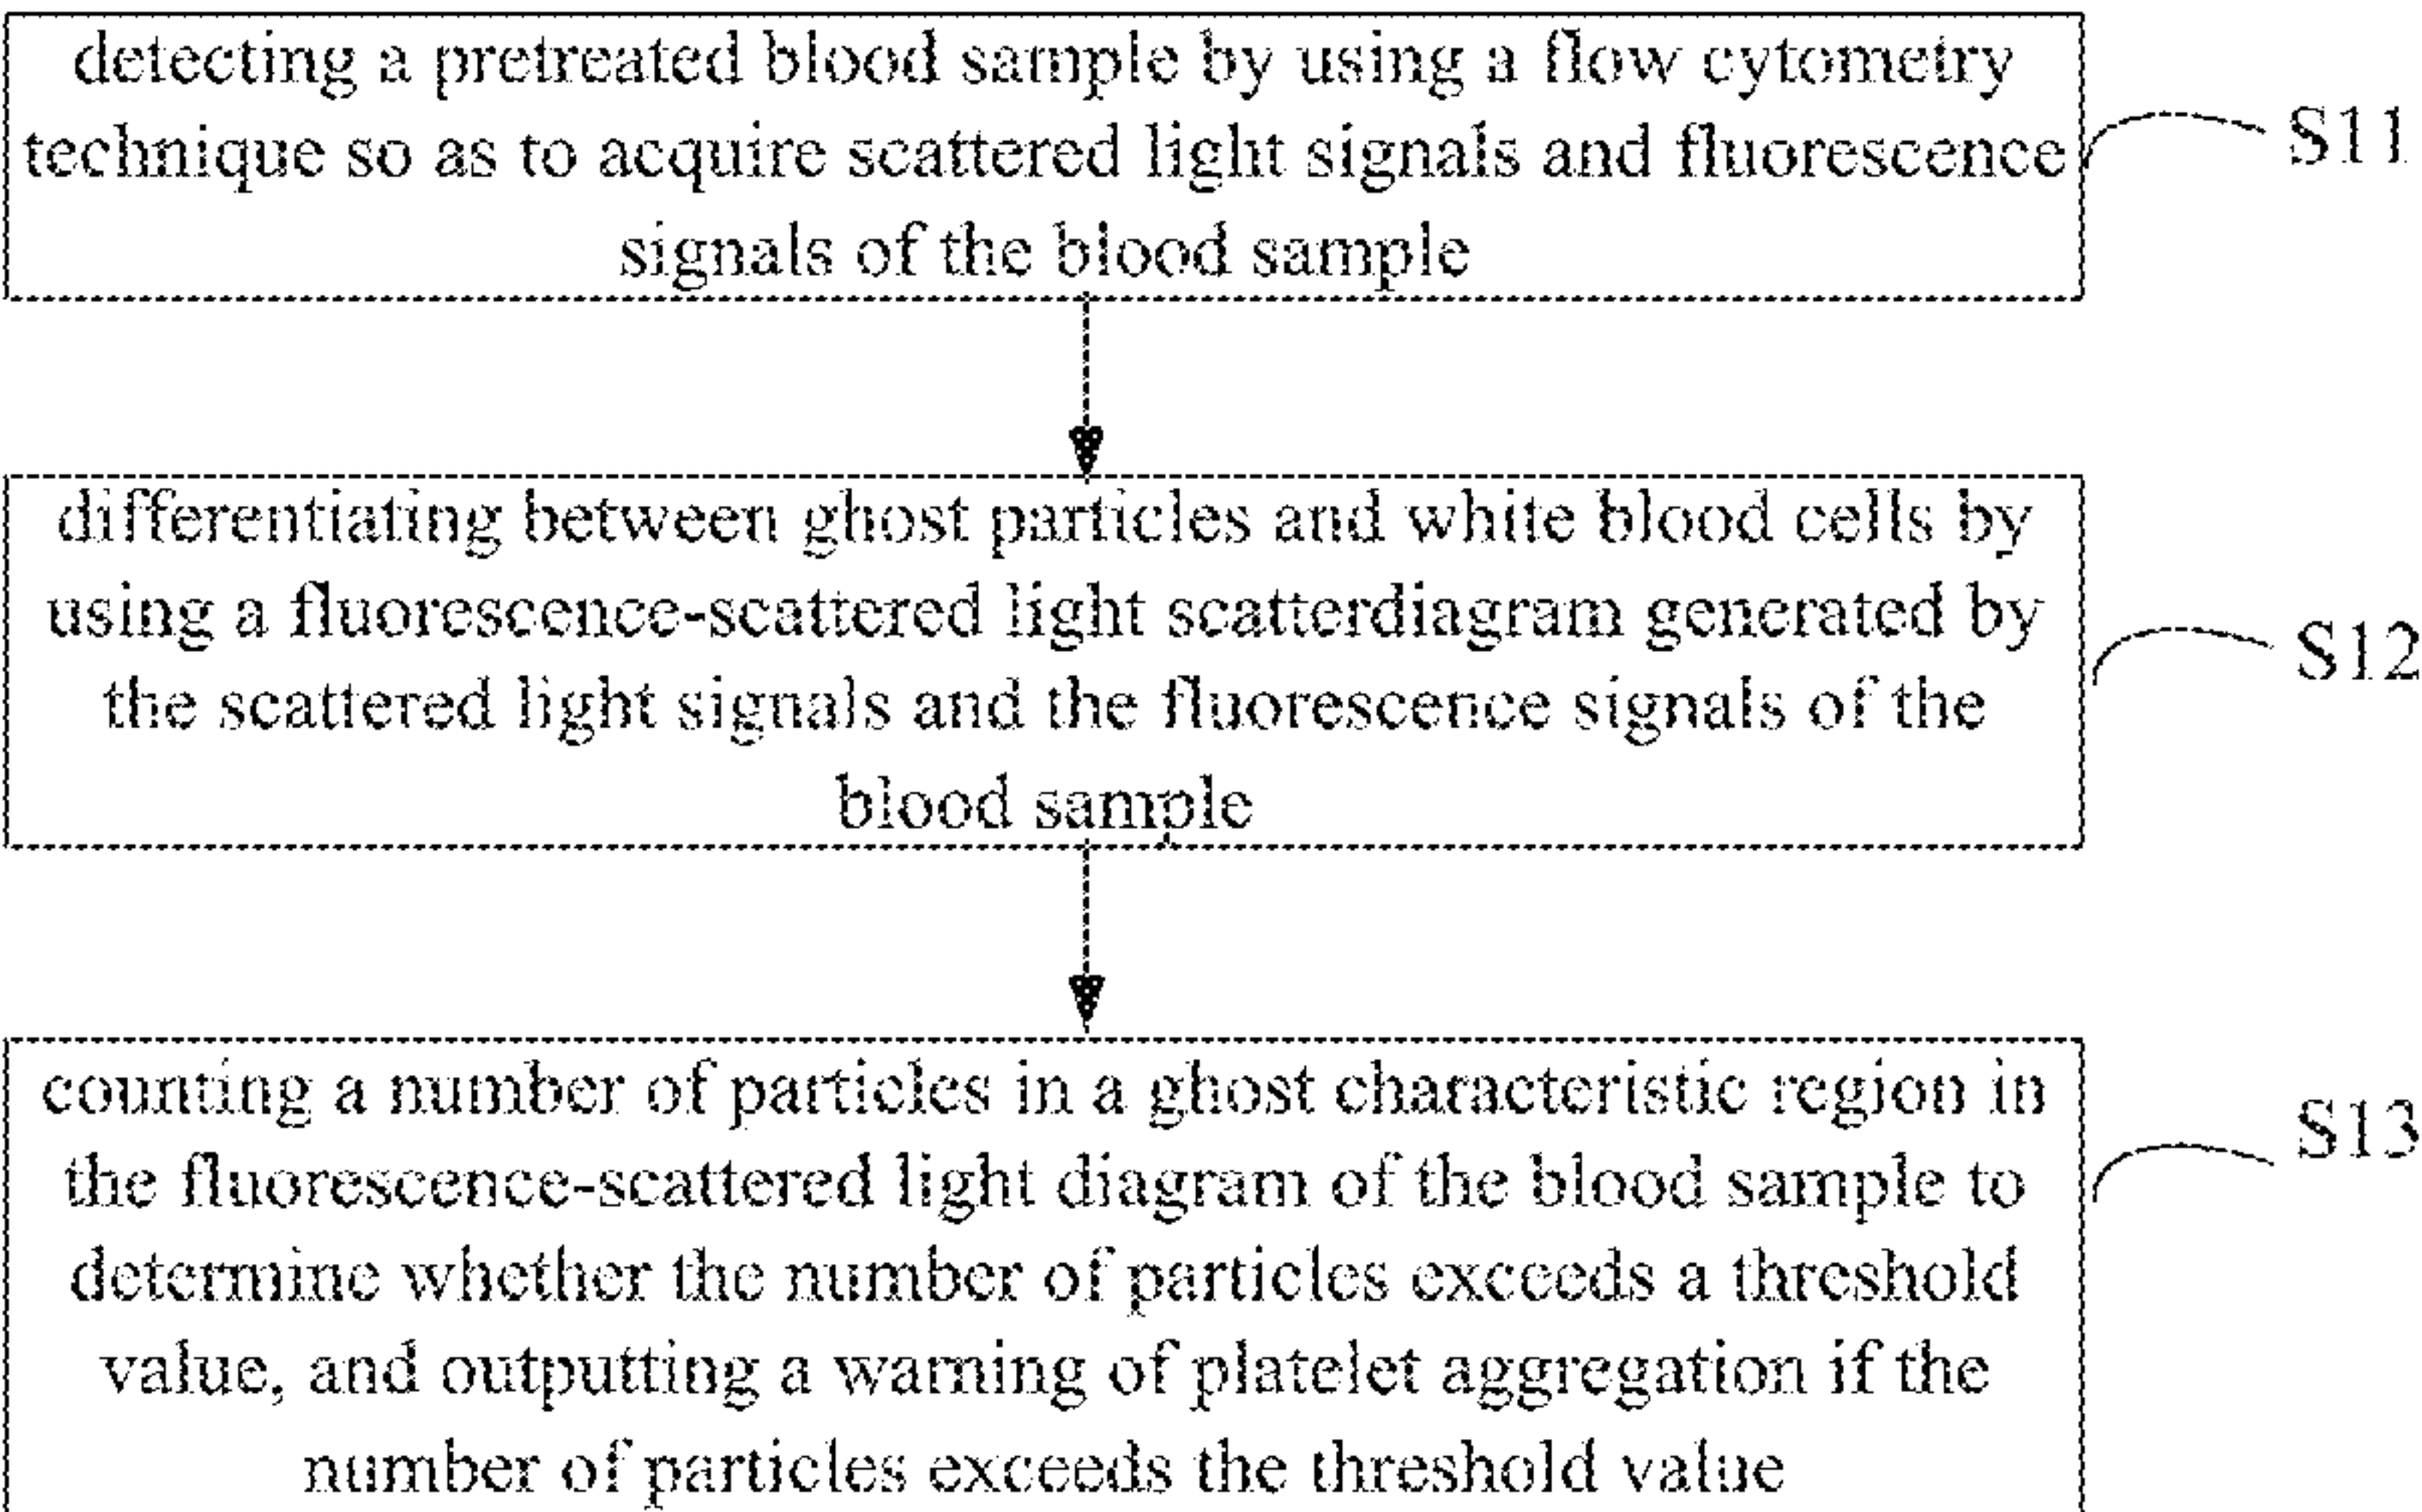 detecting a pretreated blood sample by using a flow cytometry
technique so as to acquire scattered light signals and fluorescence
signals of the blood sample
S11
differentiating between ghost particles and white blood cells by
using a fluorescence-scattered light scatterdiagram generated by
the scattered light signals and the fluorescence signals of the
blood sample
S12
counting a number of particles in a ghost characteristic region in
the fluorescence-scattered light diagram of the blood sample to
determine whether the number of particles exceeds a threshold
value, and outputting a warning of platelet aggregation if the
number of particles exceeds the threshold value
S13